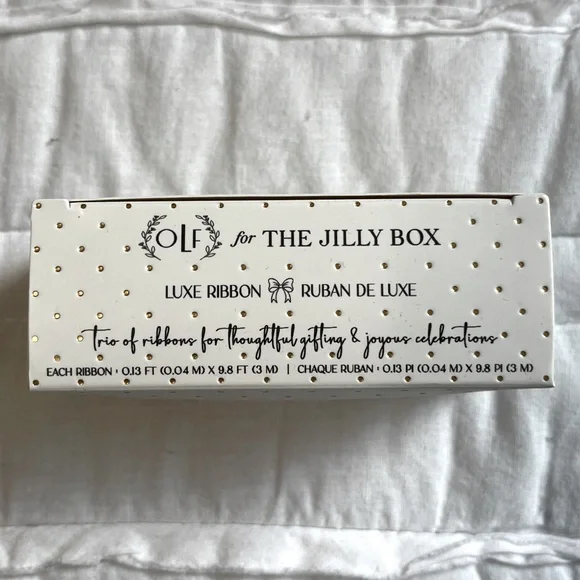 OLF for THE JILLY BOX
LUXE RIBBON RUBAN DE LUXE
trio of ribbons for thoughtful gifting & joyous celebrations
EACH RIBBON : 0.13 FT (0.04 M) X 9.8 FT (3 M) | CHAQUE RUBAN : 0.13 PI (0.04 M) X 9.8 PI (3 M)